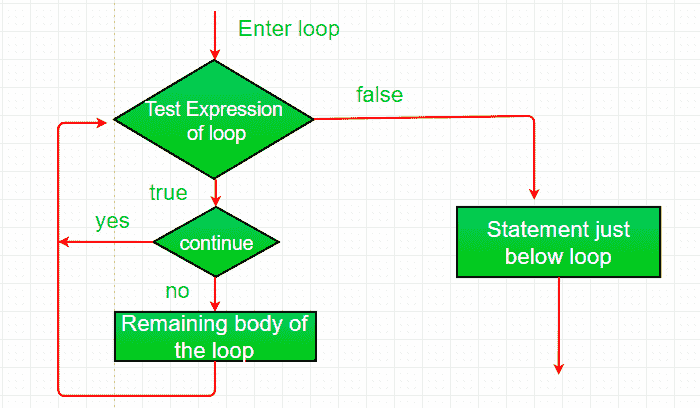 Enter loop
Test Expression
of loop
false
true
yes
continue
Statement just
below loop
no
Remaining body of
the loop